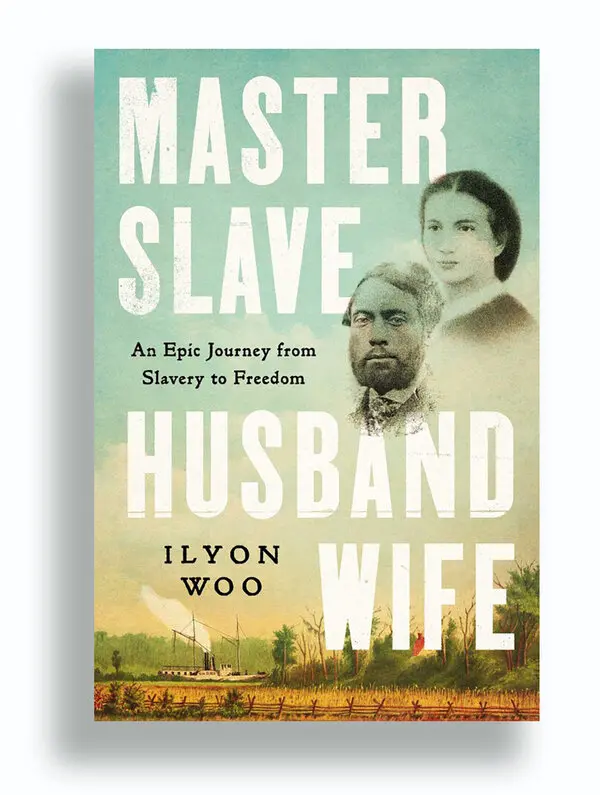 MASTER
SLAVE
An Epic Journey from
Slavery to Freedom
HUSBAND
ILYON
WOO
WIFE